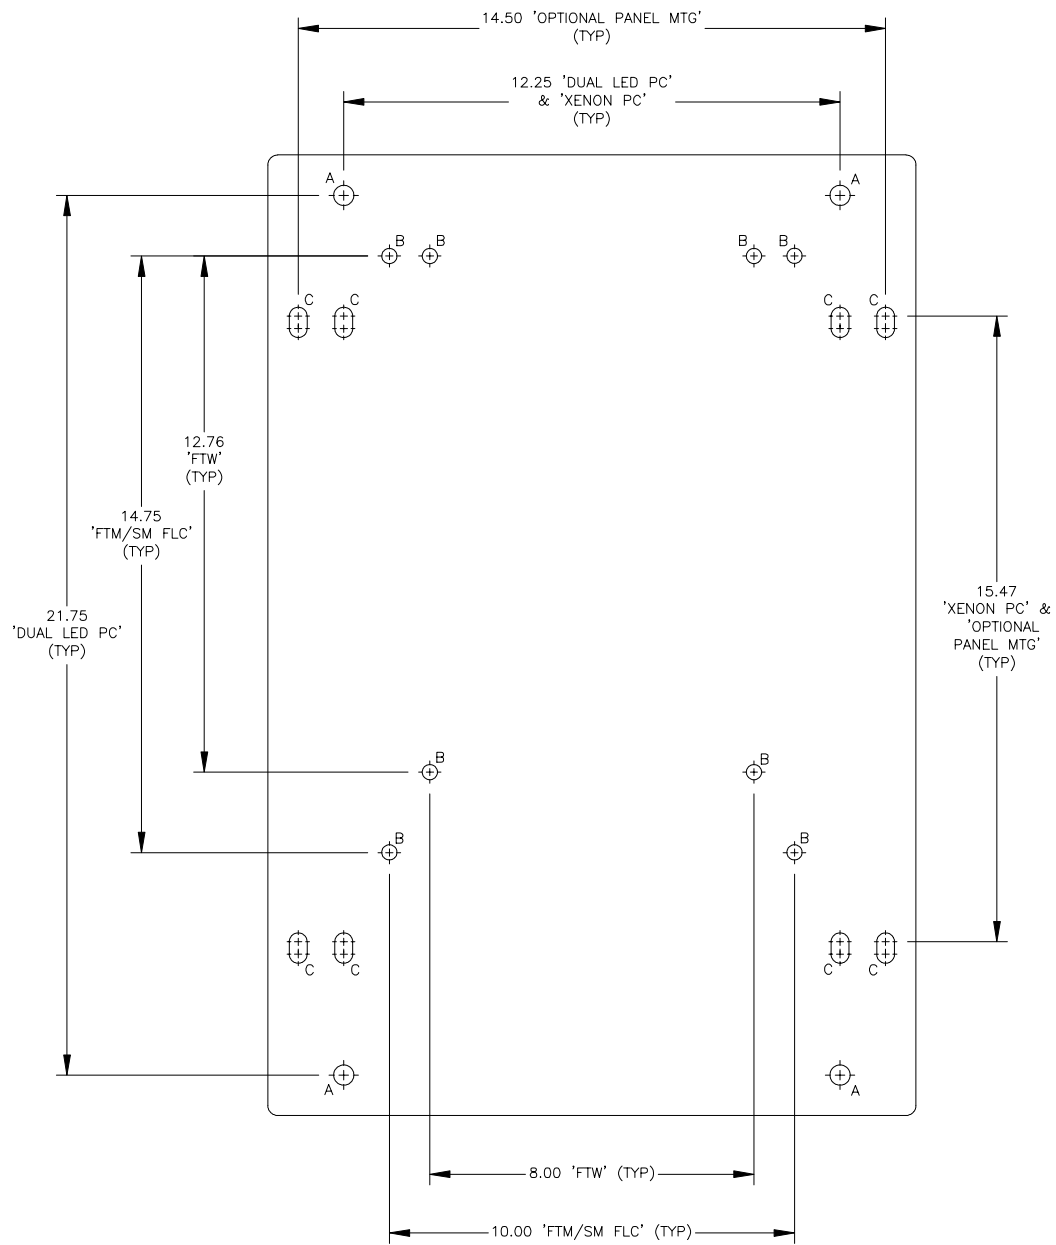 14.50 'OPTIONAL PANEL MTG'
(TYP)
12.25 'DUAL LED PC'
& 'XENON PC'
(TYP)
A
A
B
B
B
B
C
C
C
C
12.76
'FTW'
(TYP)
14.75
'FTM/SM FLC'
(TYP)
21.75
'DUAL LED PC'
(TYP)
15.47
'XENON PC' &
'OPTIONAL
PANEL MTG'
(TYP)
B
B
B
B
C
C
C
C
A
A
8.00 'FTW' (TYP)
10.00 'FTM/SM FLC' (TYP)